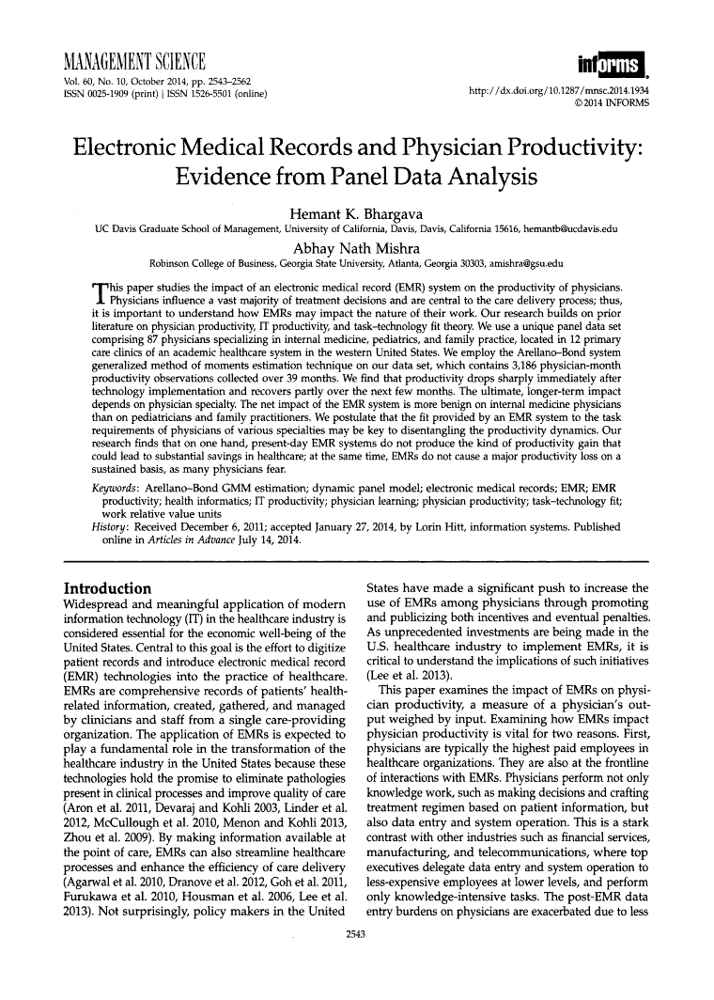 MANAGEMENT SCIENCE
Vol. 60, No. 10, October 2014, pp. 2543–2562
ISSN 0025-1909 (print) | ISSN 1526-5501 (online)
informs
http://dx.doi.org/10.1287/mnsc.2014.1934
© 2014 INFORMS
Electronic Medical Records and Physician Productivity:
Evidence from Panel Data Analysis
Hemant K. Bhargava
UC Davis Graduate School of Management, University of California, Davis, Davis, California 15616, hemantb@ucdavis.edu
Abhay Nath Mishra
Robinson College of Business, Georgia State University, Atlanta, Georgia 30303, amishra@gsu.edu
This paper studies the impact of an electronic medical record (EMR) system on the productivity of physicians.
Physicians influence a vast majority of treatment decisions and are central to the care delivery process; thus,
it is important to understand how EMRs may impact the nature of their work. Our research builds on prior
literature on physician productivity, IT productivity, and task–technology fit theory. We use a unique panel data set
comprising 87 physicians specializing in internal medicine, pediatrics, and family practice, located in 12 primary
care clinics of an academic healthcare system in the western United States. We employ the Arellano–Bond system
generalized method of moments estimation technique on our data set, which contains 3,186 physician-month
productivity observations collected over 39 months. We find that productivity drops sharply immediately after
technology implementation and recovers partly over the next few months. The ultimate, longer-term impact
depends on physician specialty. The net impact of the EMR system is more benign on internal medicine physicians
than on pediatricians and family practitioners. We postulate that the fit provided by an EMR system to the task
requirements of physicians of various specialties may be key to disentangling the productivity dynamics. Our
research finds that on one hand, present-day EMR systems do not produce the kind of productivity gain that
could lead to substantial savings in healthcare; at the same time, EMRs do not cause a major productivity loss on a
sustained basis, as many physicians fear.
Keywords: Arellano–Bond GMM estimation; dynamic panel model; electronic medical records; EMR; EMR
productivity; health informatics; IT productivity; physician learning; physician productivity; task–technology fit;
work relative value units
History: Received December 6, 2011; accepted January 27, 2014, by Lorin Hitt, information systems. Published
online in Articles in Advance July 14, 2014.
Introduction
Widespread and meaningful application of modern
information technology (IT) in the healthcare industry is
considered essential for the economic well-being of the
United States. Central to this goal is the effort to digitize
patient records and introduce electronic medical record
(EMR) technologies into the practice of healthcare.
EMRs are comprehensive records of patients' health-
related information, created, gathered, and managed
by clinicians and staff from a single care-providing
organization. The application of EMRs is expected to
play a fundamental role in the transformation of the
healthcare industry in the United States because these
technologies hold the promise to eliminate pathologies
present in clinical processes and improve quality of care
(Aron et al. 2011, Devaraj and Kohli 2003, Linder et al.
2012, McCullough et al. 2010, Menon and Kohli 2013,
Zhou et al. 2009). By making information available at
the point of care, EMRs can also streamline healthcare
processes and enhance the efficiency of care delivery
(Agarwal et al. 2010, Dranove et al. 2012, Goh et al. 2011,
Furukawa et al. 2010, Housman et al. 2006, Lee et al.
2013). Not surprisingly, policy makers in the United
States have made a significant push to increase the
use of EMRs among physicians through promoting
and publicizing both incentives and eventual penalties.
As unprecedented investments are being made in the
U.S. healthcare industry to implement EMRs, it is
critical to understand the implications of such initiatives
(Lee et al. 2013).
This paper examines the impact of EMRs on physi-
cian productivity, a measure of a physician's out-
put weighed by input. Examining how EMRs impact
physician productivity is vital for two reasons. First,
physicians are typically the highest paid employees in
healthcare organizations. They are also at the frontline
of interactions with EMRs. Physicians perform not only
knowledge work, such as making decisions and crafting
treatment regimen based on patient information, but
also data entry and system operation. This is a stark
contrast with other industries such as financial services,
manufacturing, and telecommunications, where top
executives delegate data entry and system operation to
less-expensive employees at lower levels, and perform
only knowledge-intensive tasks. The post-EMR data
entry burdens on physicians are exacerbated due to less
2543